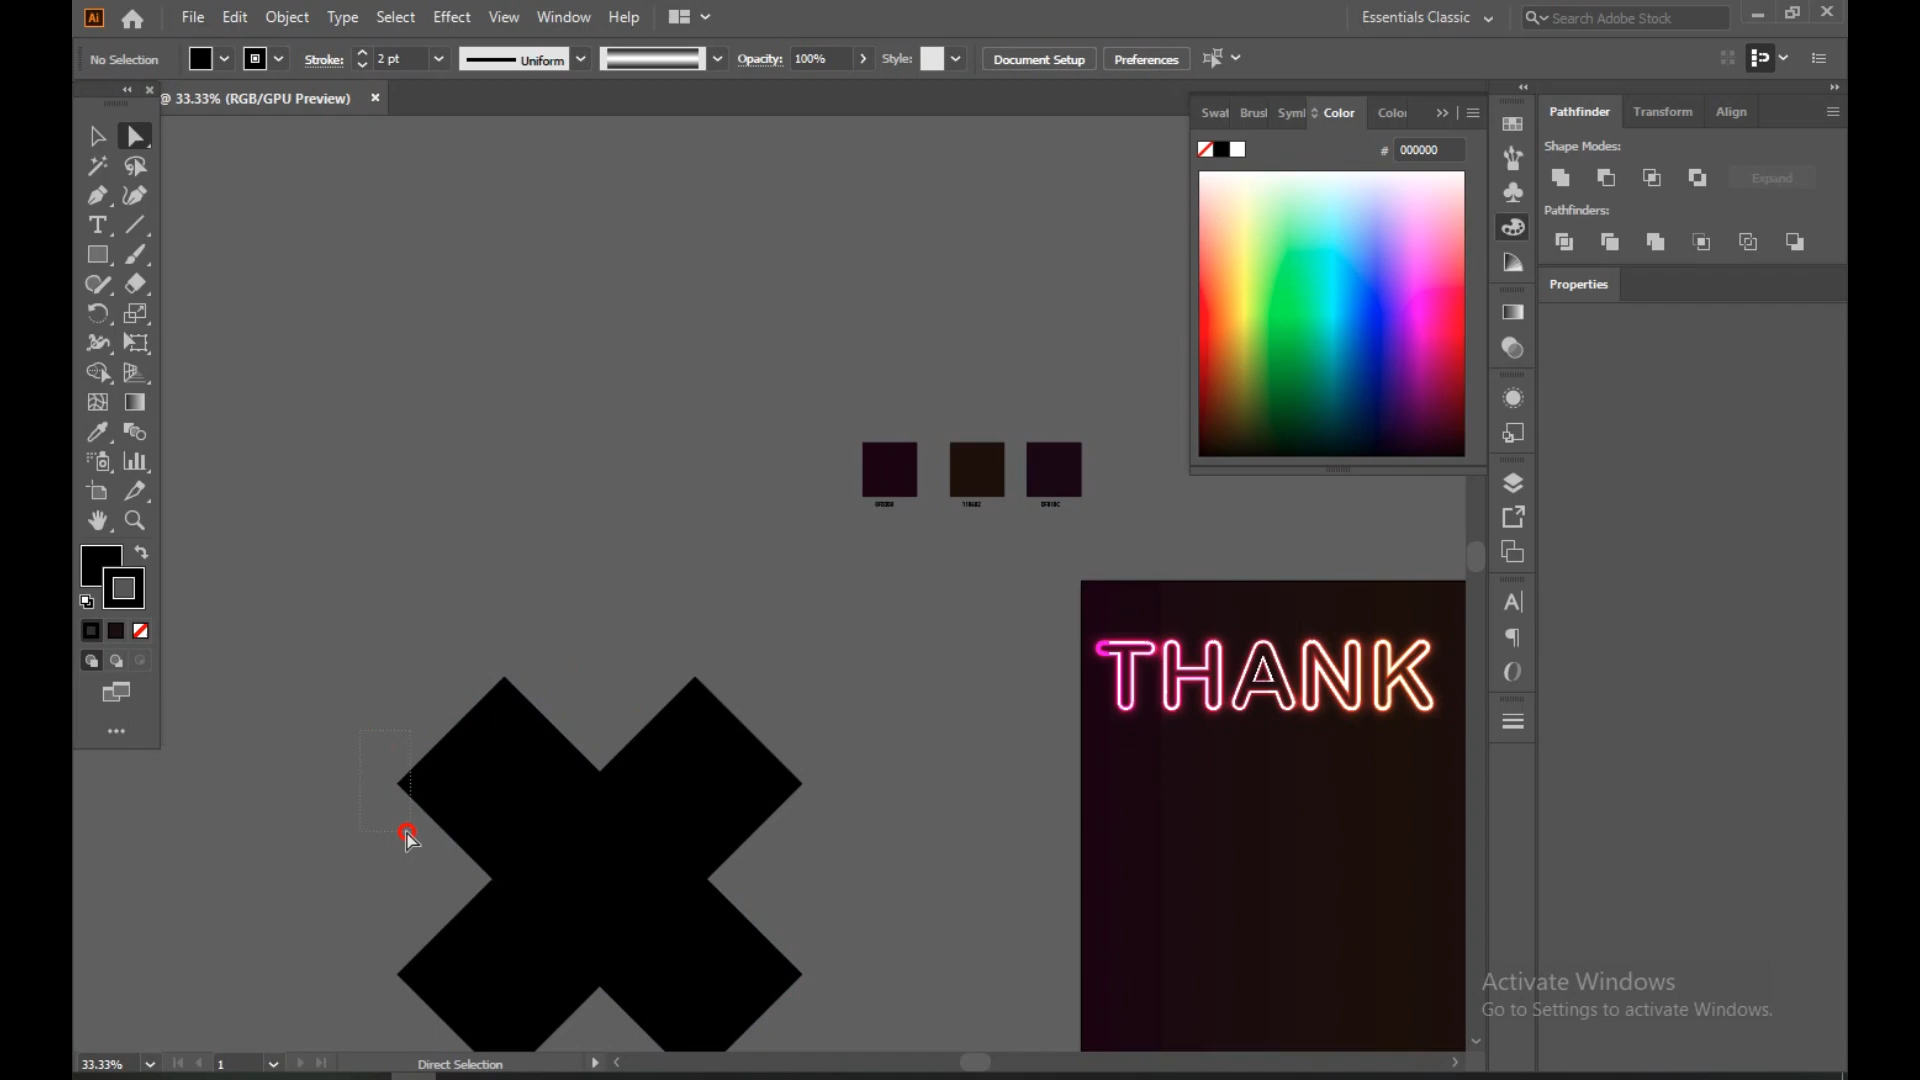 Ai File Edit Object Type Select Effect View Window Help Essentials Classic Search Adobe Stock
No Selection Stroke: 2 pt Uniform Opacity: 100% Style: Document Setup Preferences
@ 33.33% (RGB/GPU Preview)
Swat Brusl SymI Color Color
# 000000
Pathfinder Transform Align
Shape Modes:
Expand
Pathfinders:
Properties
THANK
Activate Windows
Go to Settings to activate Windows.
33.33% 1 Direct Selection